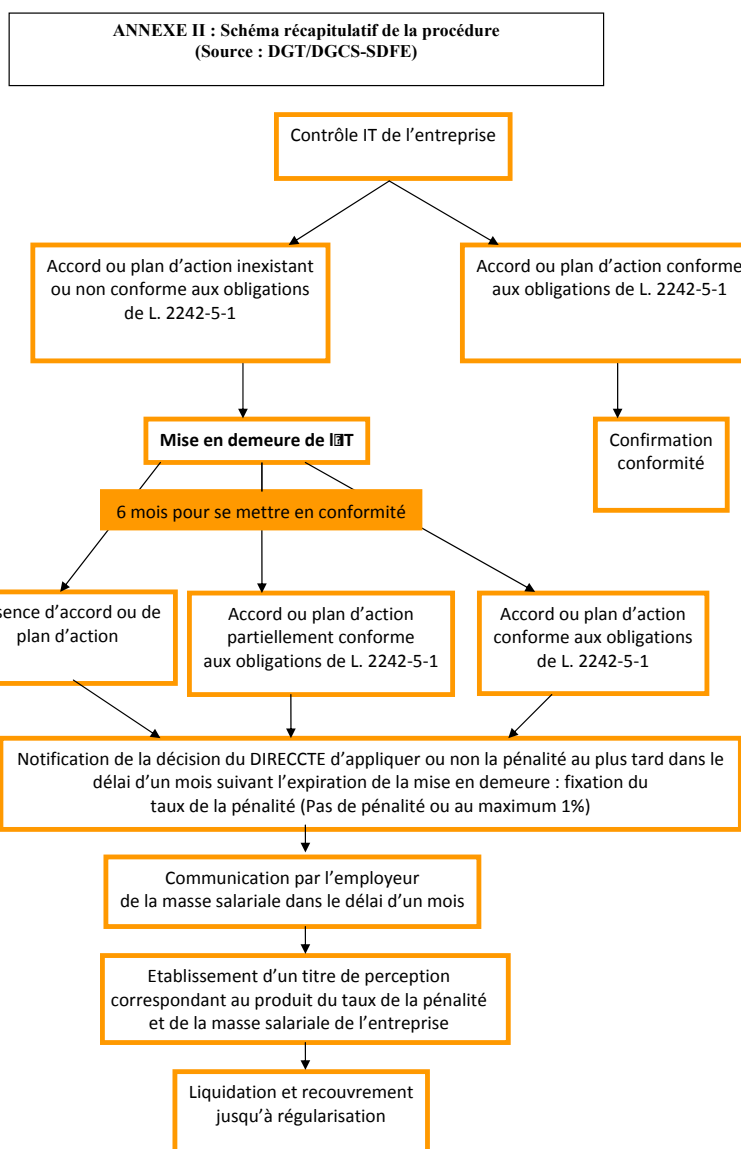 ANNEXE II : Schéma récapitulatif de la procédure
(Source : DGT/DGCS-SDFE)
Contrôle IT de l'entreprise
Accord ou plan d'action inexistant
ou non conforme aux obligations
de L. 2242-5-1
Accord ou plan d'action conforme
aux obligations de L. 2242-5-1
Mise en demeure de l
Confirmation
conformité
6 mois pour se mettre en conformité
sence d'accord ou de
plan d'action
Accord ou plan d'action
partiellement conforme
aux obligations de L. 2242-5-1
Accord ou plan d'action
conforme aux obligations
de L. 2242-5-1
Notification de la décision du DIRECCTE d'appliquer ou non la pénalité au plus tard dans le
délai d'un mois suivant l'expiration de la mise en demeure : fixation du
taux de la pénalité (Pas de pénalité ou au maximum 1%)
Communication par l'employeur
de la masse salariale dans le délai d'un mois
Etablissement d'un titre de perception
correspondant au produit du taux de la pénalité
et de la masse salariale de l'entreprise
Liquidation et recouvrement
jusqu'à régularisation